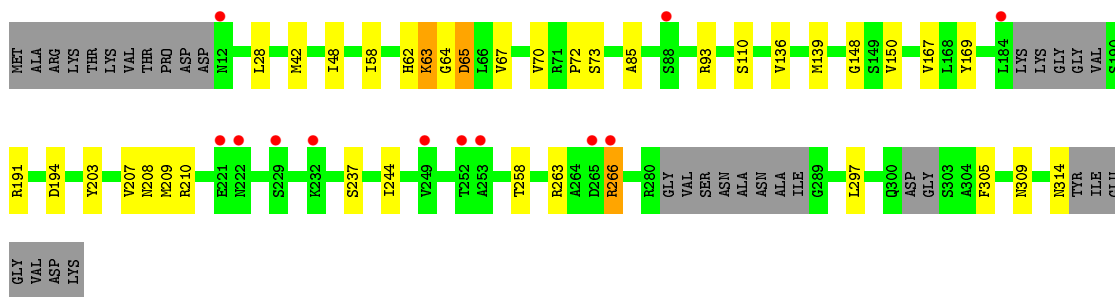 MET ALA ARG LYS THR LYS VAL THR PRO ASP ASP N12 L28 M42 I48 I58 H62 K63 G64 D65 L66 V67 V70 R71 P72 S73 A85 S88 R93 S110 V136 M139 G148 S149 V150 V167 L168 Y169 L184 LYS LYS GLY GLY VAL S190
R191 D194 Y203 V207 N208 M209 R210 E221 N222 S229 K232 S237 I244 V249 T252 A253 T258 R263 A264 D265 R266 R280 GLY VAL SER ASN ALA ASN ALA ILE G289 L297 Q300 ASP GLY S303 A304 F305 N309 N314 TYR ILE GLU
GLY VAL ASP LYS